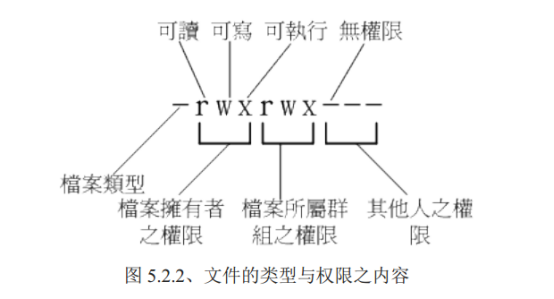 可讀 可寫 可執行 無權限
-rwxrwx---
檔案類型
檔案擁有者
之權限
檔案所屬群
組之權限
其他人之權
限
图 5.2.2、文件的类型与权限之内容